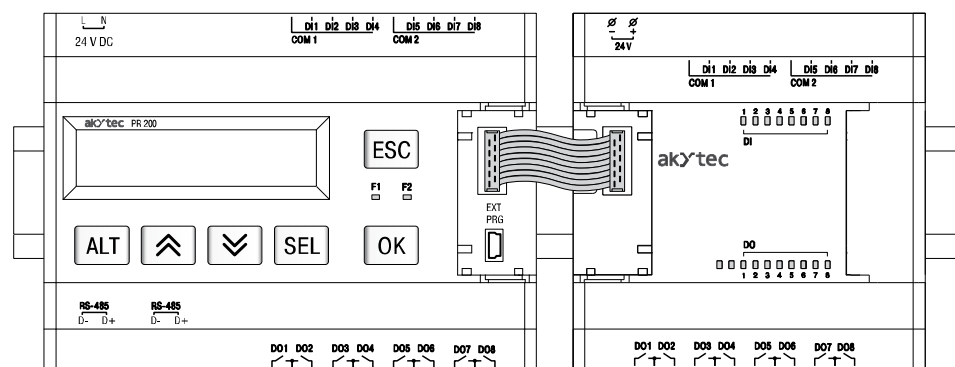 L N
24 V DC
DI1 DI2 DI3 DI4 DI5 DI6 DI7 DI8
COM 1 COM 2
akytec PR 200
ESC
F1 F2
ALT
SEL
OK
EXT
PRG
RS-485 RS-485
D- D+ D- D+
DO1 DO2 DO3 DO4 DO5 DO6 DO7 DO8
- +
24 V
DI1 DI2 DI3 DI4 DI5 DI6 DI7 DI8
COM 1 COM 2
1 2 3 4 5 6 7 8
DI
akytec
DO
1 2 3 4 5 6 7 8
DO1 DO2 DO3 DO4 DO5 DO6 DO7 DO8